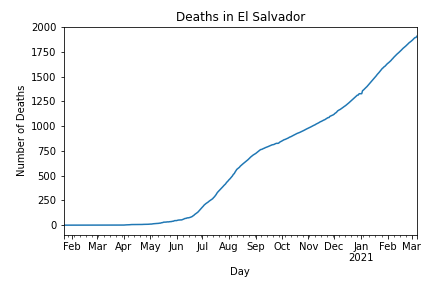 Deaths in El Salvador
Number of Deaths
2000
1750
1500
1250
1000
750
500
250
0
Feb Mar Apr May Jun Jul Aug Sep Oct Nov Dec Jan Feb Mar
2021
Day